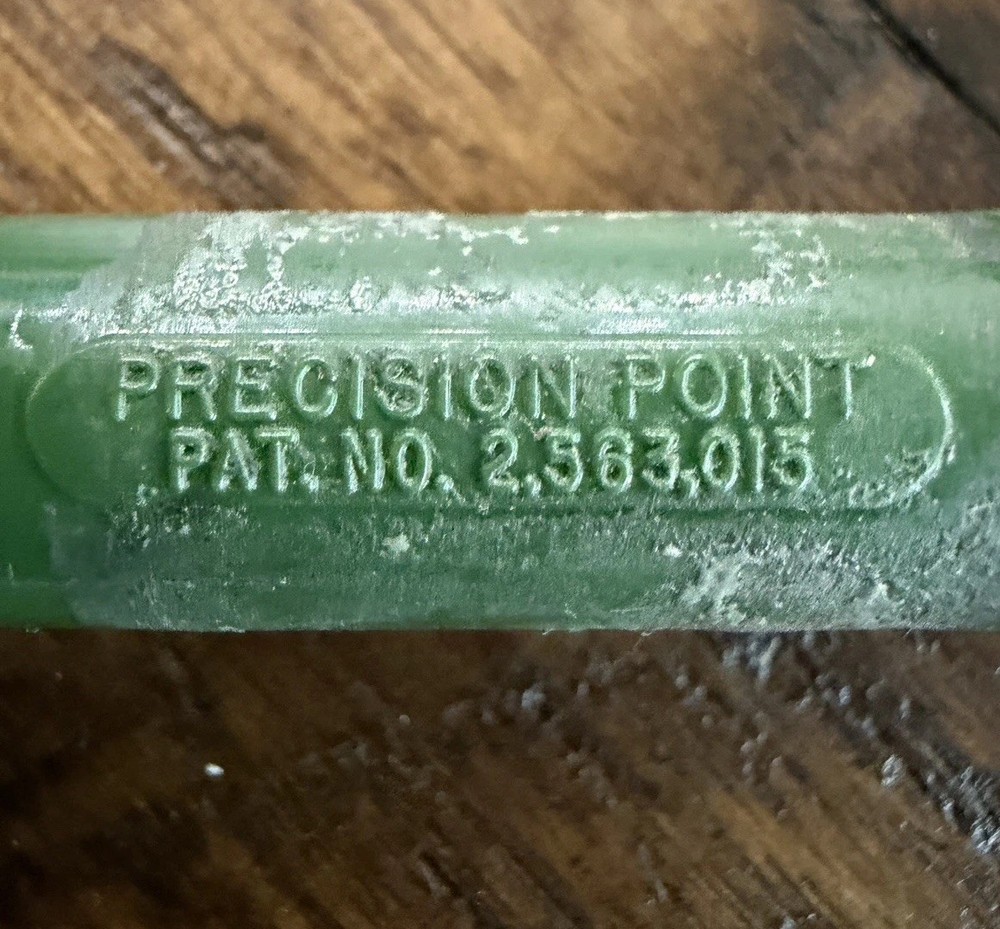 PRECISION POINT
PAT. NO. 2,563,015